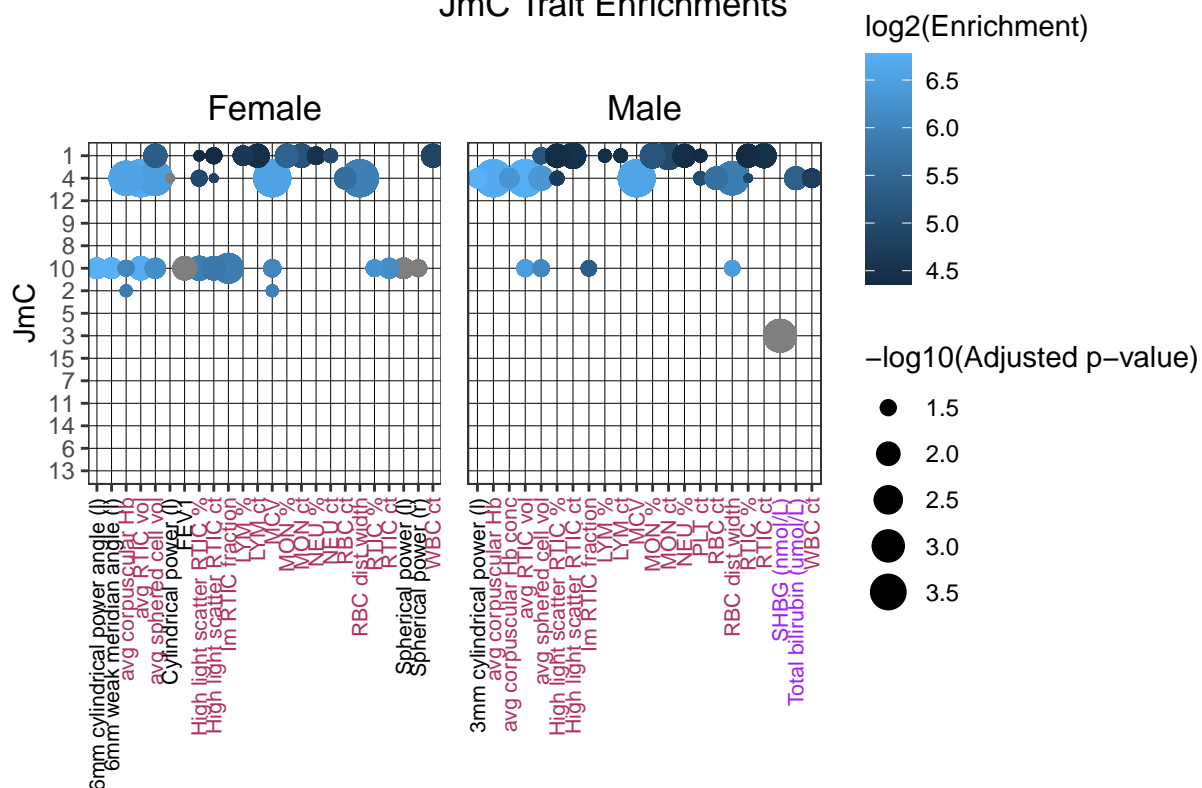 JmC Trait Enrichments
log2(Enrichment)
6.5
6.0
5.5
5.0
4.5
−log10(Adjusted p−value)
1.5
2.0
2.5
3.0
3.5
Female
Male
JmC
1
4
12
9
8
10
2
5
3
15
7
11
14
6
13
6mm cylindrical power angle (l)
6mm weak meridian angle (l)
avg corpuscular Hb
avg RTIC vol
avg sphered cell vol
Cylindrical power (l)
FEV1
High light scatter RTIC %
High light scatter RTIC ct
Im RTIC fraction
LYM %
LYM ct
MCV
MON %
MON ct
NEU %
NEU ct
RBC ct
RBC dist width
RTIC %
RTIC ct
Spherical power (l)
Spherical power (r)
WBC ct
3mm cylindrical power (l)
avg corpuscular Hb
avg corpuscular Hb conc
avg RTIC vol
avg sphered cell vol
High light scatter RTIC %
High light scatter RTIC ct
Im RTIC fraction
LYM %
LYM ct
MCV
MON %
MON ct
NEU %
PLT ct
RBC ct
RBC dist width
RTIC %
RTIC ct
SHBG (nmol/L)
Total bilirubin (umol/L)
WBC ct